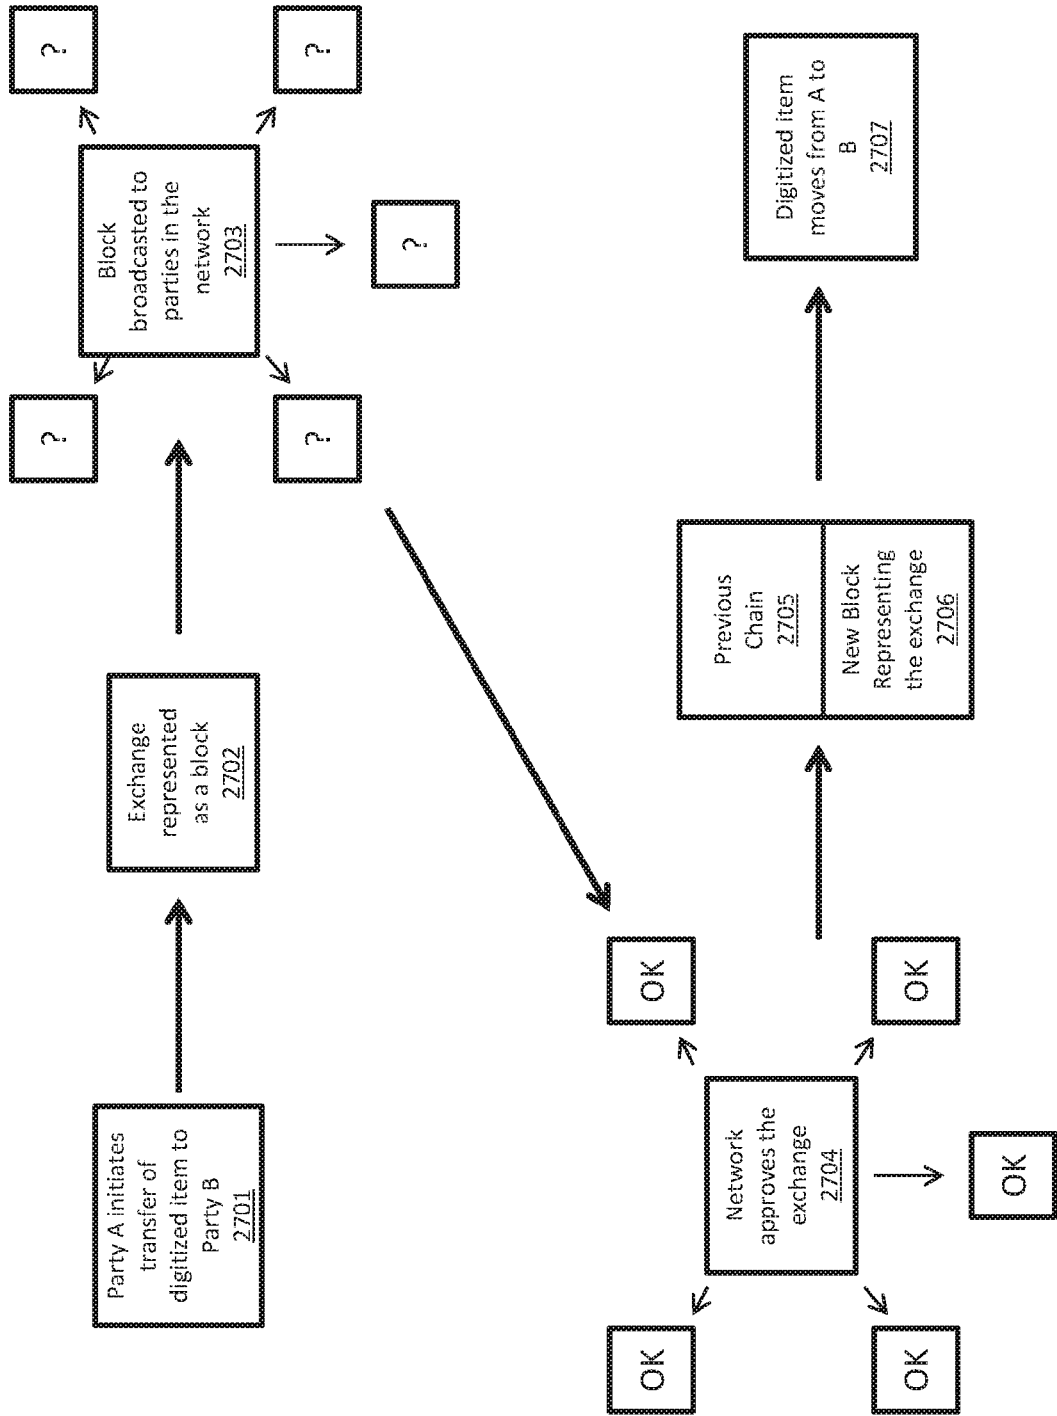 Party A initiates
transfer of
digitized item to
Party B
2701
Exchange
represented
as a block
2702
?
?
Block
broadcasted to
parties in the
network
2703
?
?
?
OK
OK
Network
approves the
exchange
2704
OK
OK
OK
Previous
Chain
2705
New Block
Representing
the exchange
2706
Digitized item
moves from A to
B
2707